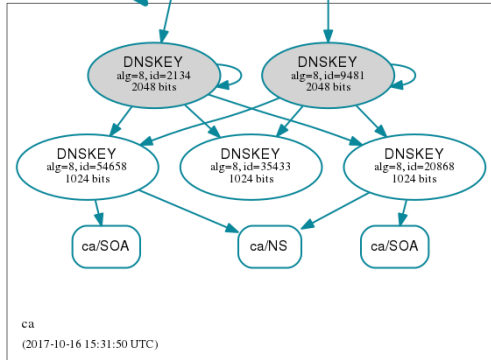 DNSKEY
alg=8, id=2134
2048 bits
DNSKEY
alg=8, id=9481
2048 bits
DNSKEY
alg=8, id=54658
1024 bits
DNSKEY
alg=8, id=35433
1024 bits
DNSKEY
alg=8, id=20868
1024 bits
ca/SOA
ca/NS
ca/SOA
ca
(2017-10-16 15:31:50 UTC)